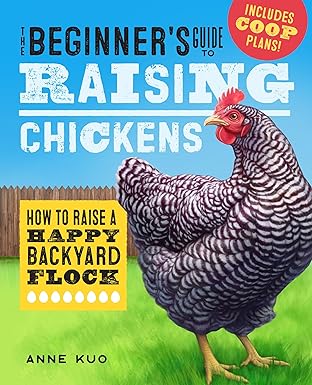 THE BEGINNER'S GUIDE TO
RAISING
CHICKENS
INCLUDES
COOP
PLANS!
HOW TO RAISE A
HAPPY
BACKYARD
FLOCK
ANNE KUO